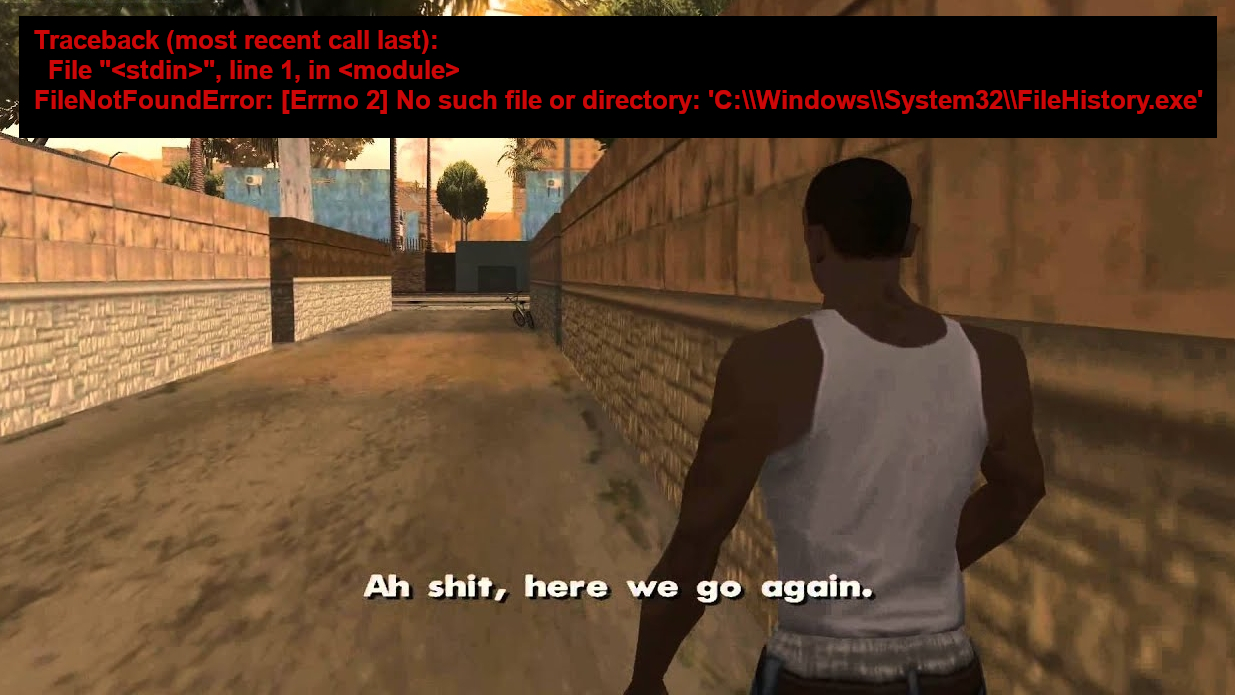 Traceback (most recent call last):
  File "<stdin>", line 1, in <module>
FileNotFoundError: [Errno 2] No such file or directory: 'C:\\Windows\\System32\\FileHistory.exe'
Ah shit, here we go again.